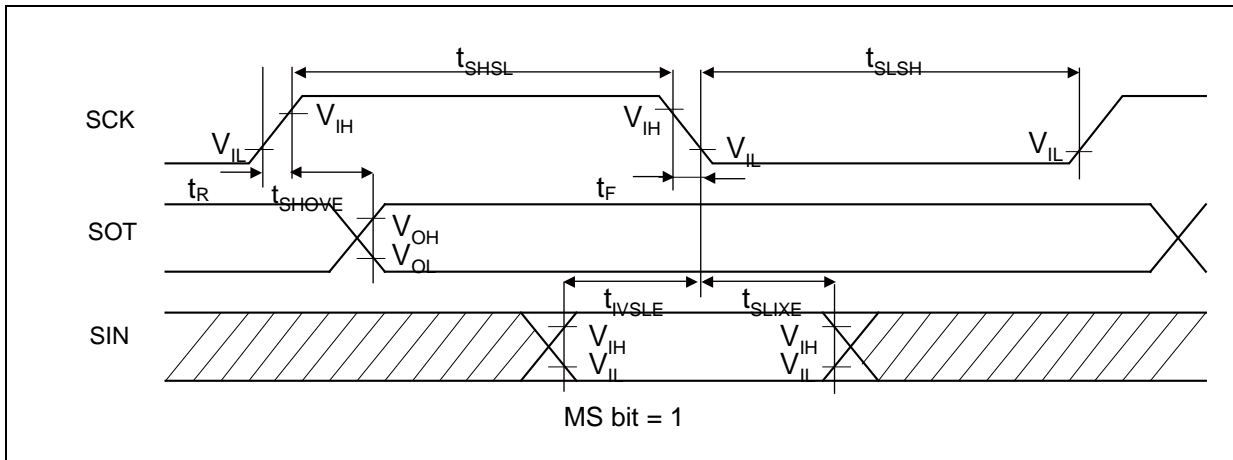 tSHSL
tSLSH
SCK
VIH
VIH
VIL
VIL
VIL
tR
tSHOVE
tF
SOT
VOH
VOL
tIVSLE
tSLIXE
SIN
VIH
VIH
VIL
VIL
MS bit = 1